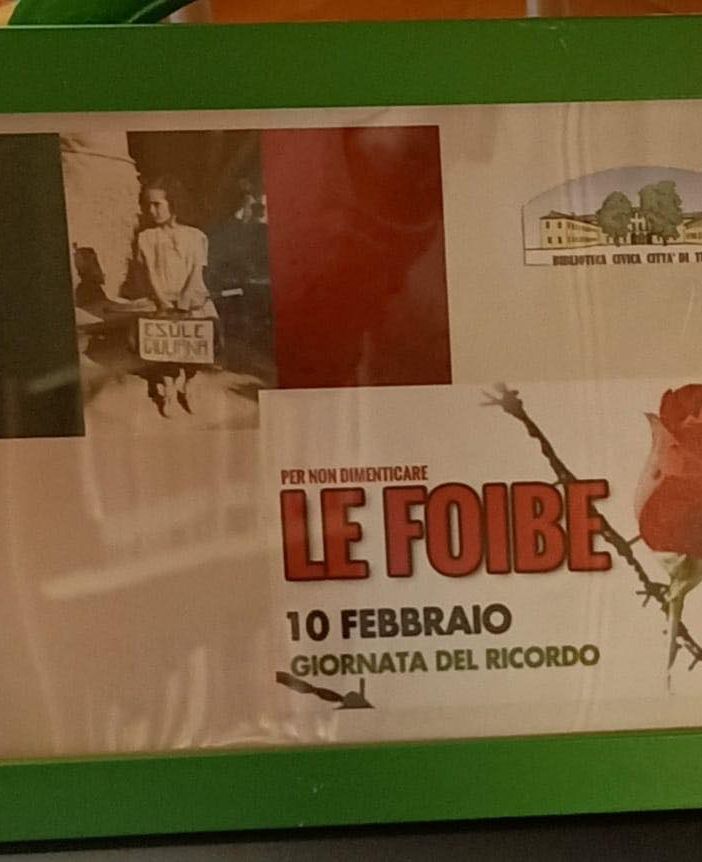 ESULE
GIULIANA
BIBLIOTECA CIVICA CITTA' DI
PER NON DIMENTICARE
LE FOIBE
10 FEBBRAIO
GIORNATA DEL RICORDO